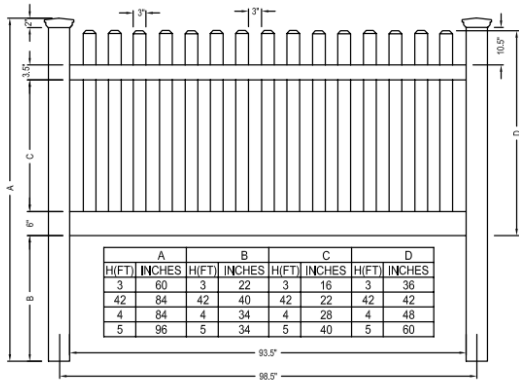 2"
3"
3"
10.5"
3.5"
C
D
A
6"
B
A B C D
H(FT) INCHES H(FT) INCHES H(FT) INCHES H(FT) INCHES
3 60 3 22 3 16 3 36
42 84 42 40 42 22 42 42
4 84 4 34 4 28 4 48
5 96 5 34 5 40 5 60
93.5"
98.5"